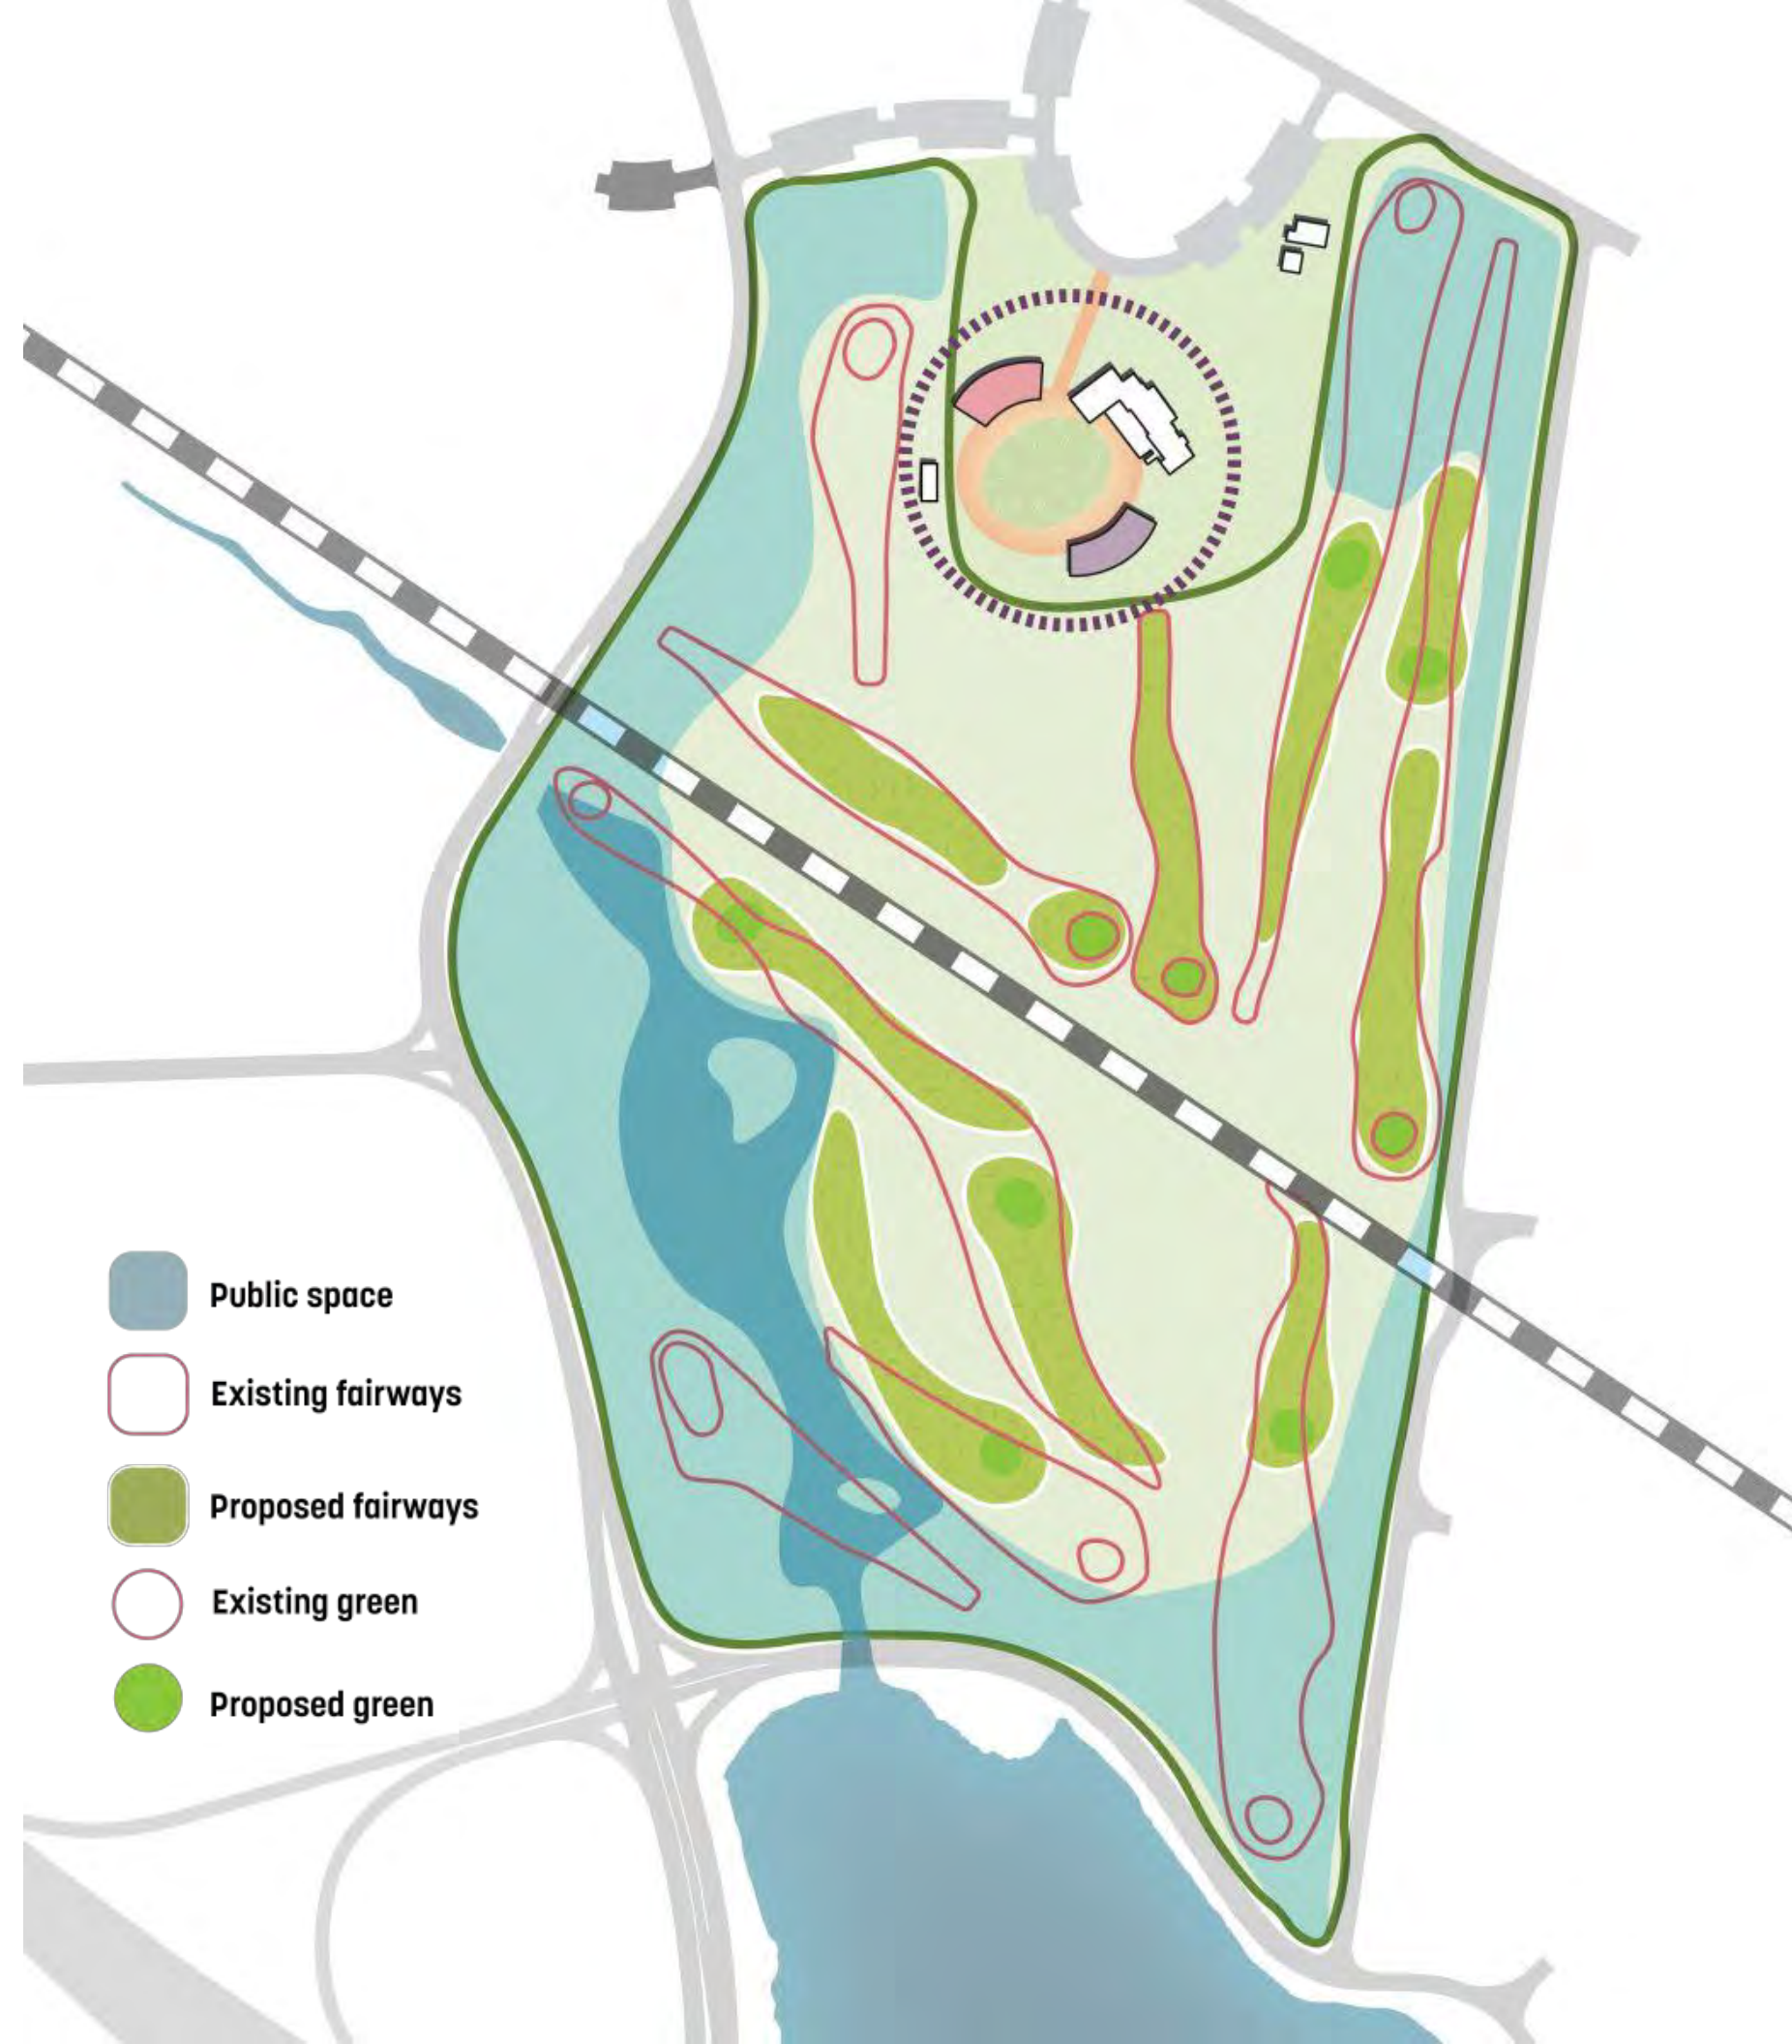 Public space
Existing fairways
Proposed fairways
Existing green
Proposed green